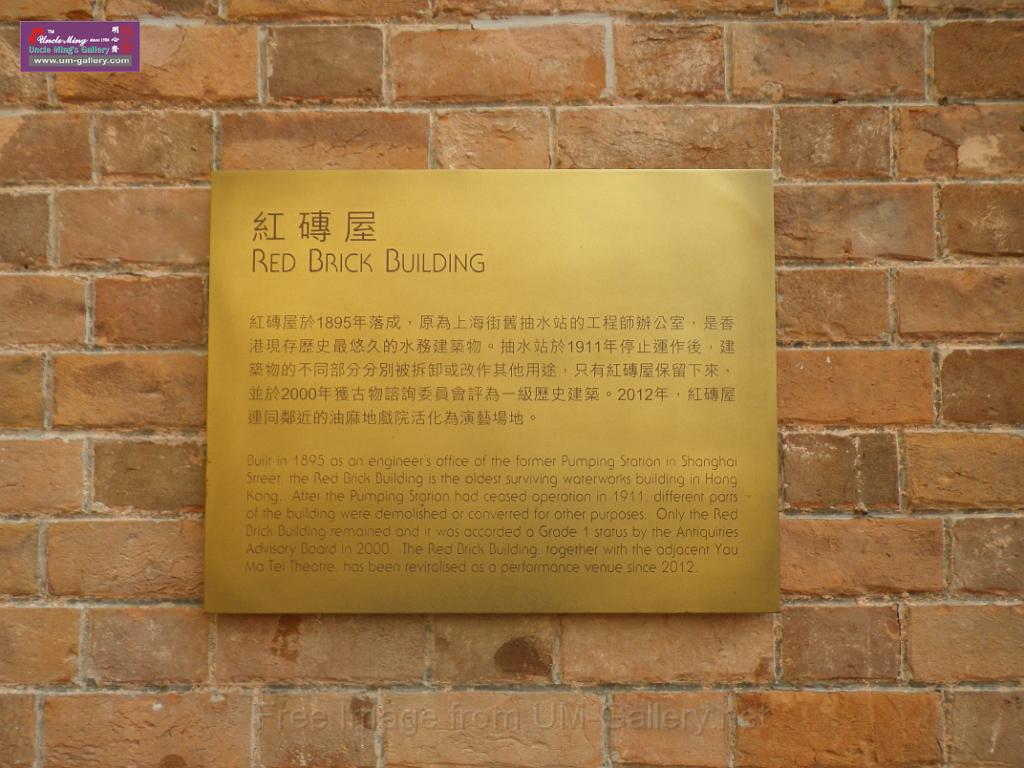 Uncle Ming
since 1986
Uncle Ming's Gallery
www.um-gallery.com
紅磚屋
RED BRICK BUILDING
紅磚屋於1895年落成，原為上海街舊抽水站的工程師辦公室，是香
港現存歷史最悠久的水務建築物。抽水站於1911年停止運作後，建
築物的不同部分分別被拆卸或改作其他用途，只有紅磚屋保留下來，
並於2000年獲古物諮詢委員會評為一級歷史建築。2012年，紅磚屋
連同鄰近的油麻地戲院活化為演藝場地。
Built in 1895 as an engineer's office of the former Pumping Station in Shanghai
Street, the Red Brick Building is the oldest surviving waterworks building in Hong
Kong. After the Pumping Station had ceased operation in 1911, different parts
of the building were demolished or converred for other purposes. Only the Red
Brick Building remained and it was accorded a Grade 1 status by the Antiquities
Advisory Board in 2000. The Red Brick Building, together with the adjacent Yau
Ma Tei Theatre, has been revitalised as a performance venue since 2012.
Free Image from UM-Gallery.net